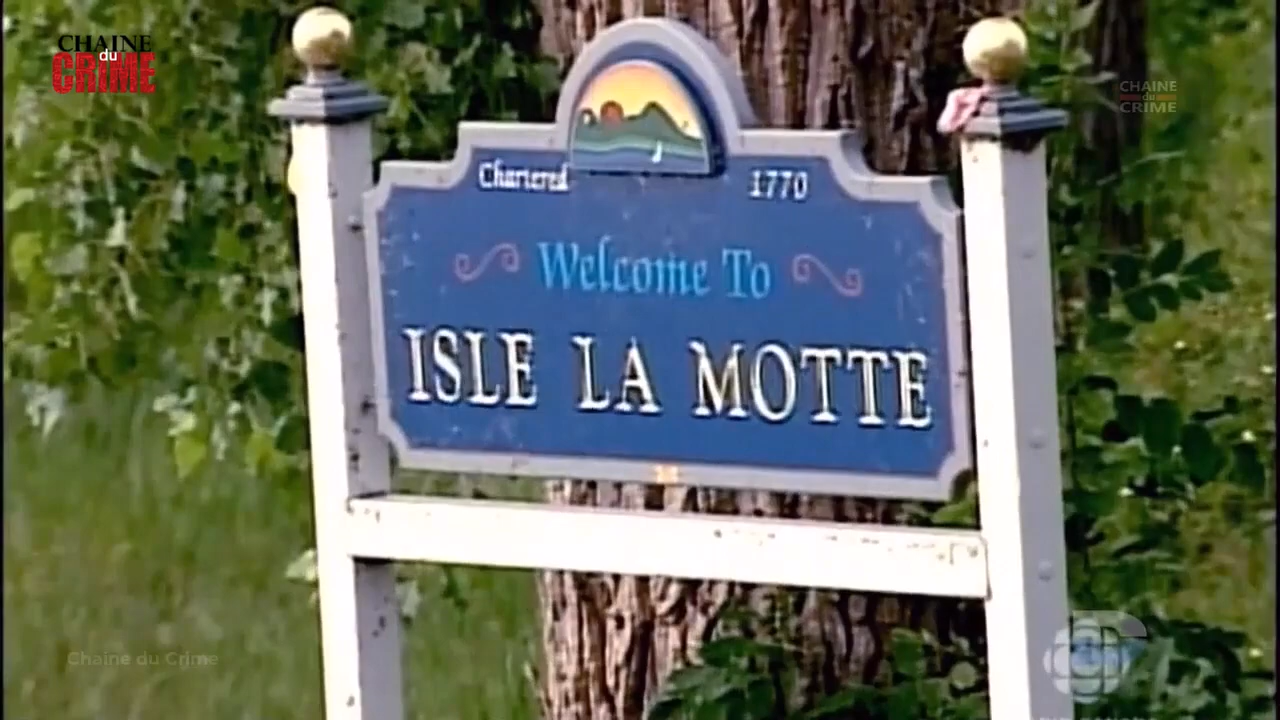 CHAINE
du
CRIME
CHAINE
du
CRIME
Chartered 1770
Welcome To
ISLE LA MOTTE
Chaine du Crime